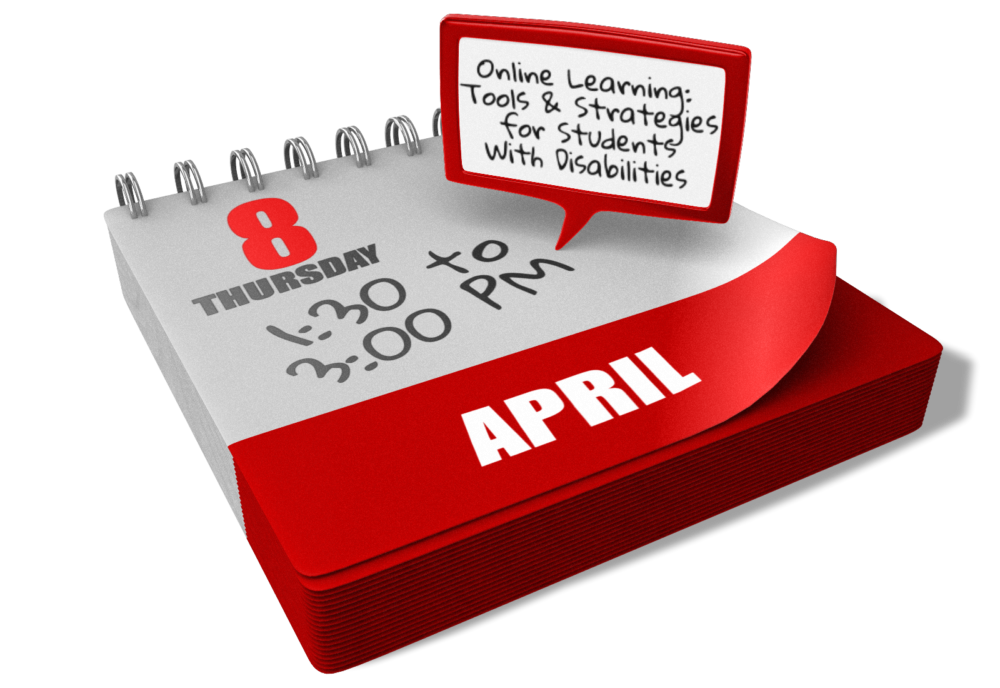 Online Learning:
Tools & Strategies
for Students
With Disabilities
8
THURSDAY
1:30 to
3:00 PM
APRIL